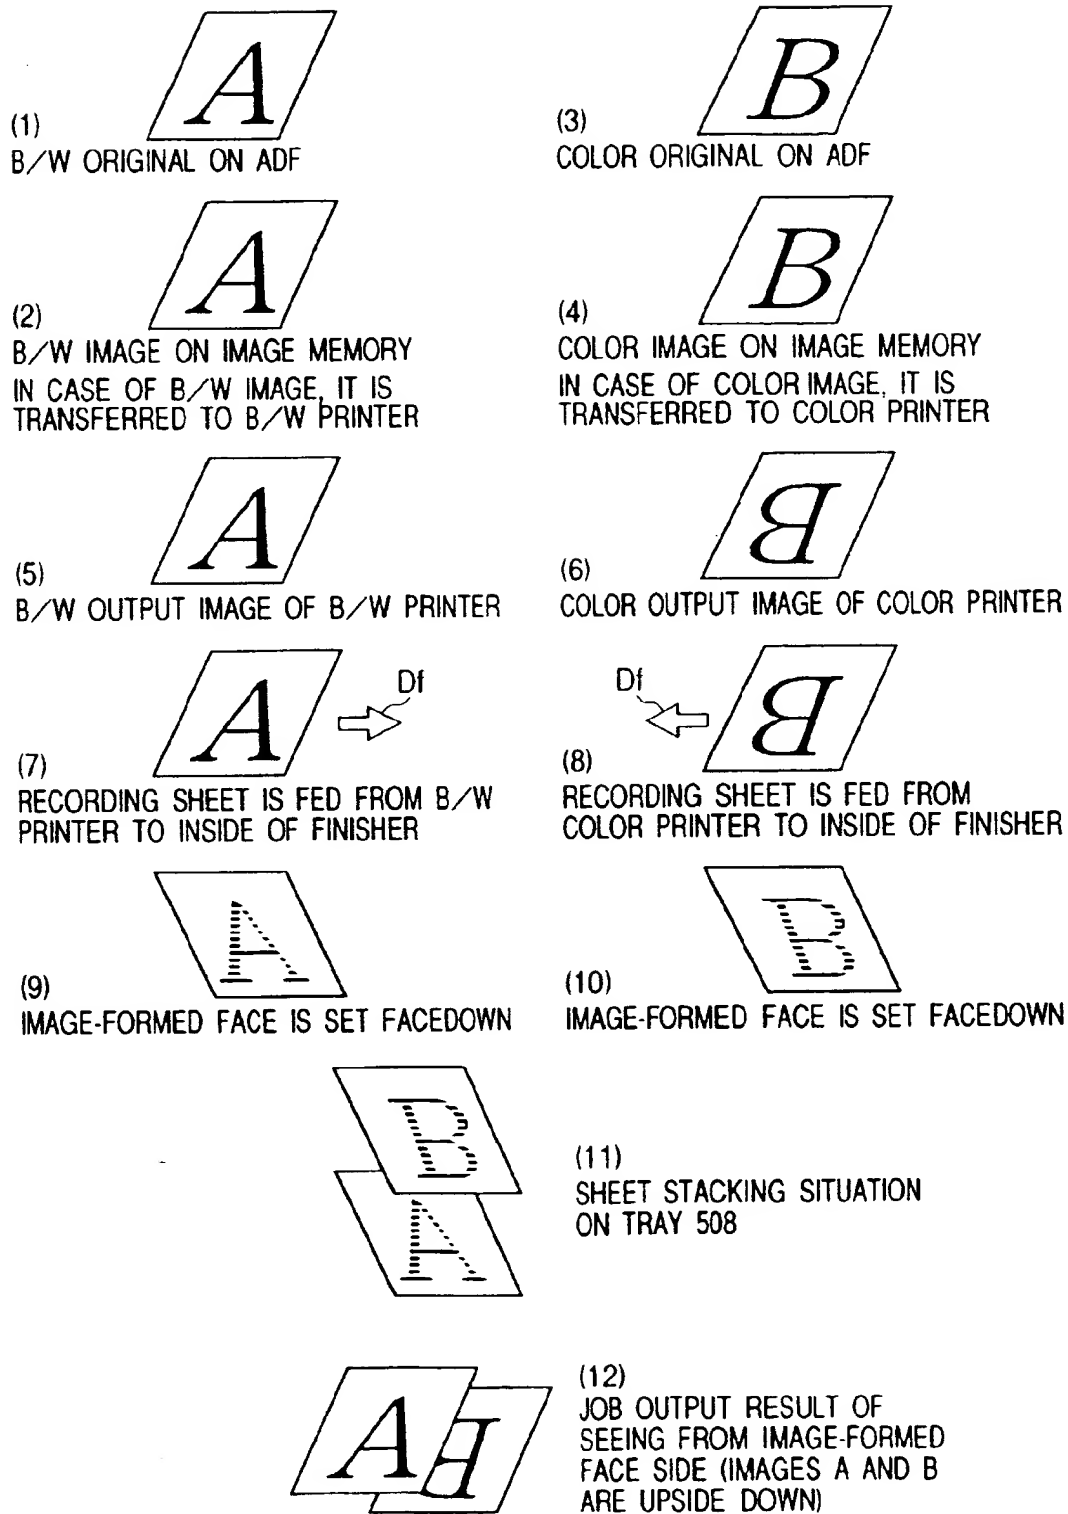 A
(1)
B/W ORIGINAL ON ADF
B
(3)
COLOR ORIGINAL ON ADF
A
(2)
B/W IMAGE ON IMAGE MEMORY
IN CASE OF B/W IMAGE, IT IS
TRANSFERRED TO B/W PRINTER
B
(4)
COLOR IMAGE ON IMAGE MEMORY
IN CASE OF COLOR IMAGE, IT IS
TRANSFERRED TO COLOR PRINTER
A
(5)
B/W OUTPUT IMAGE OF B/W PRINTER
B
(6)
COLOR OUTPUT IMAGE OF COLOR PRINTER
A
Df
(7)
RECORDING SHEET IS FED FROM B/W
PRINTER TO INSIDE OF FINISHER
Df
B
(8)
RECORDING SHEET IS FED FROM
COLOR PRINTER TO INSIDE OF FINISHER
A
(9)
IMAGE-FORMED FACE IS SET FACEDOWN
B
(10)
IMAGE-FORMED FACE IS SET FACEDOWN
B
A
(11)
SHEET STACKING SITUATION
ON TRAY 508
A
B
(12)
JOB OUTPUT RESULT OF
SEEING FROM IMAGE-FORMED
FACE SIDE (IMAGES A AND B
ARE UPSIDE DOWN)